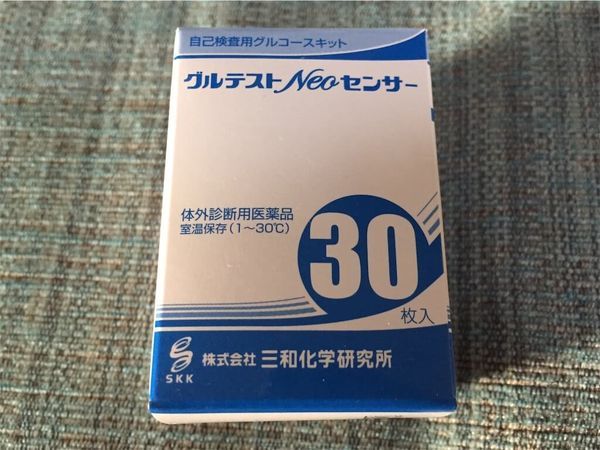 自己検査用グルコースキット
グルテストNeoセンサー
体外診断用医薬品
室温保存(1～30℃)
30
枚入
SKK
株式会社 三和化学研究所